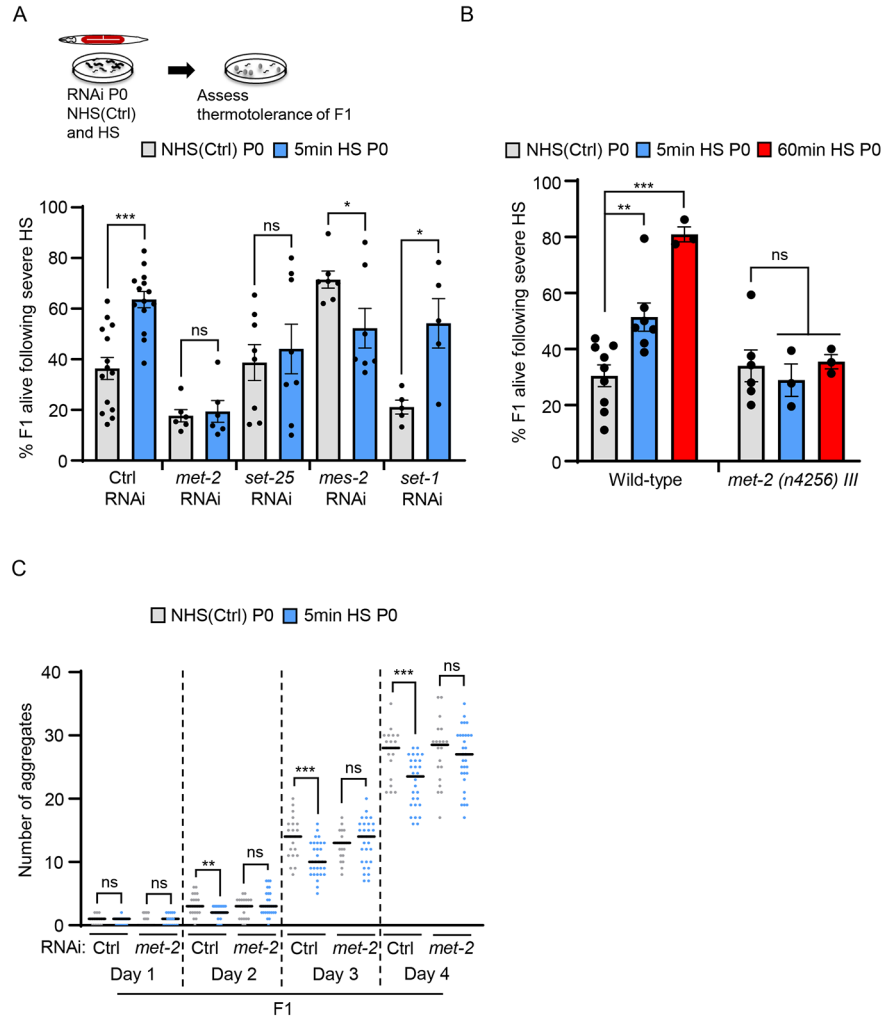 A
RNAi P0
NHS(Ctrl)
and HS
Assess
thermotolerance of F1
NHS(Ctrl) P0 5min HS P0
% F1 alive following severe HS
100
80
60
40
20
0
***
ns
ns
*
*
Ctrl RNAi
met-2 RNAi
set-25 RNAi
mes-2 RNAi
set-1 RNAi
B
NHS(Ctrl) P0 5min HS P0 60min HS P0
% F1 alive following severe HS
100
80
60
40
20
0
***
**
ns
Wild-type
met-2 (n4256) III
C
NHS(Ctrl) P0 5min HS P0
Number of aggregates
40
30
20
10
0
ns
ns
**
ns
***
ns
***
ns
RNAi: Ctrl met-2 Ctrl met-2 Ctrl met-2 Ctrl met-2
Day 1 Day 2 Day 3 Day 4
F1